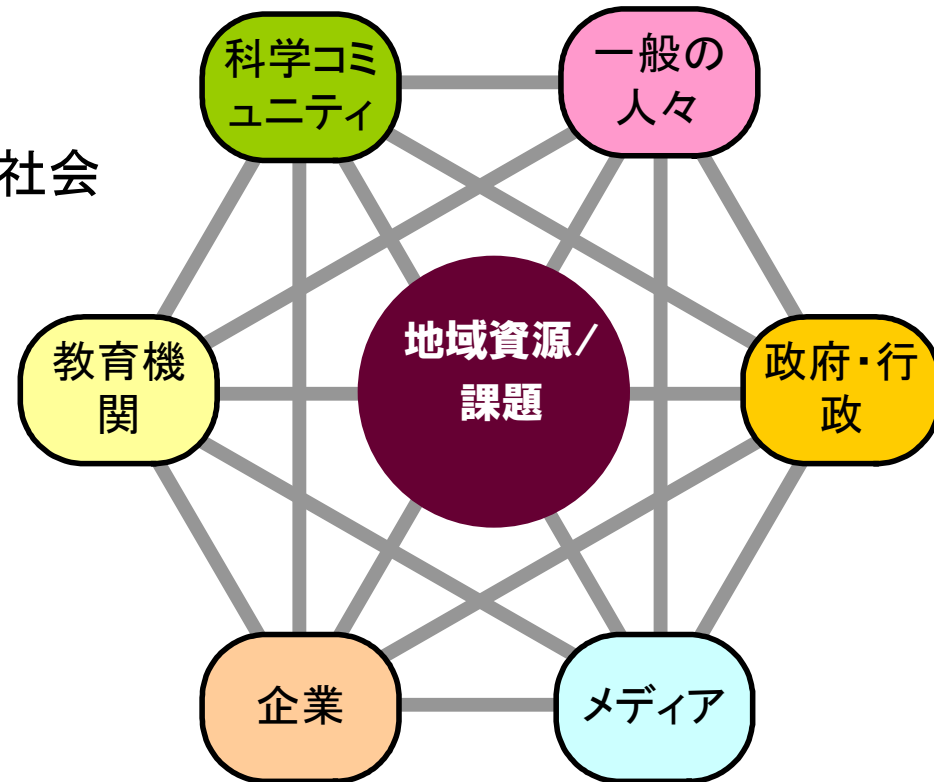 科学コミ
ュニティ
一般の
人々
社会
地域資源/
課題
教育機
関
政府・行
政
企業
メディア